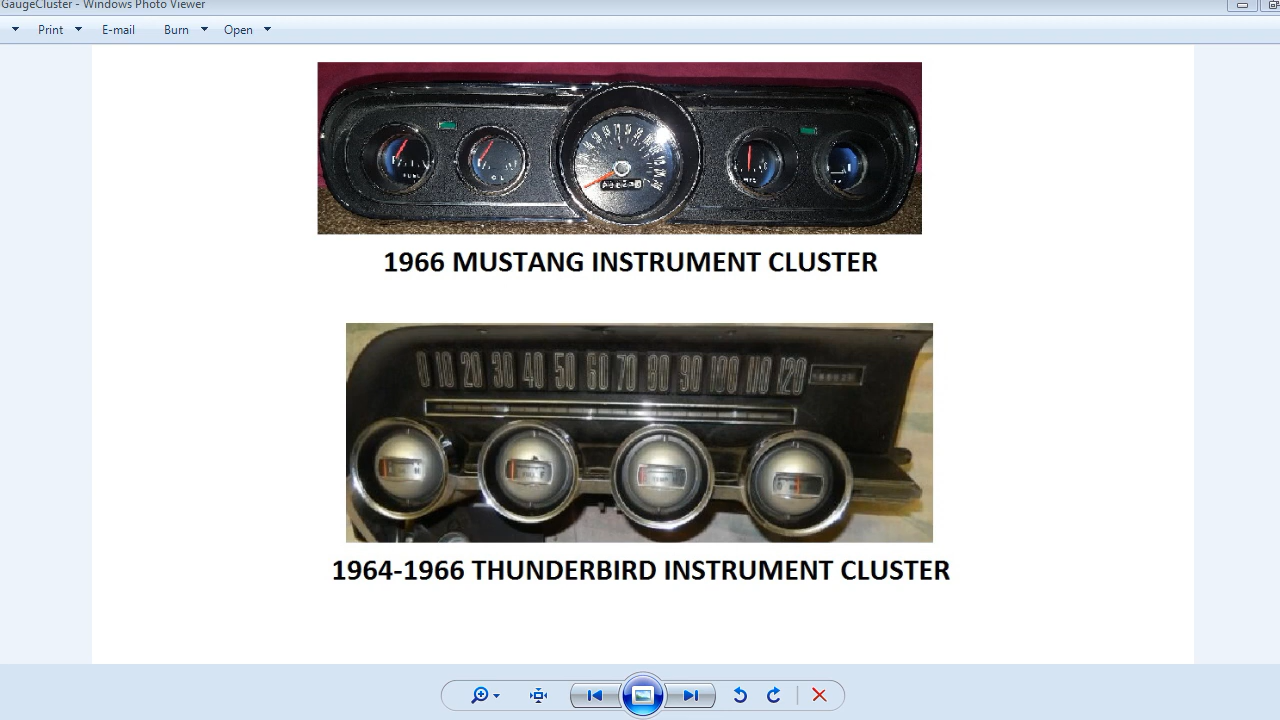 GaugeCluster - Windows Photo Viewer
Print E-mail Burn Open
1966 MUSTANG INSTRUMENT CLUSTER
0 10 20 30 40 50 60 70 80 90 100 110 120
1964-1966 THUNDERBIRD INSTRUMENT CLUSTER